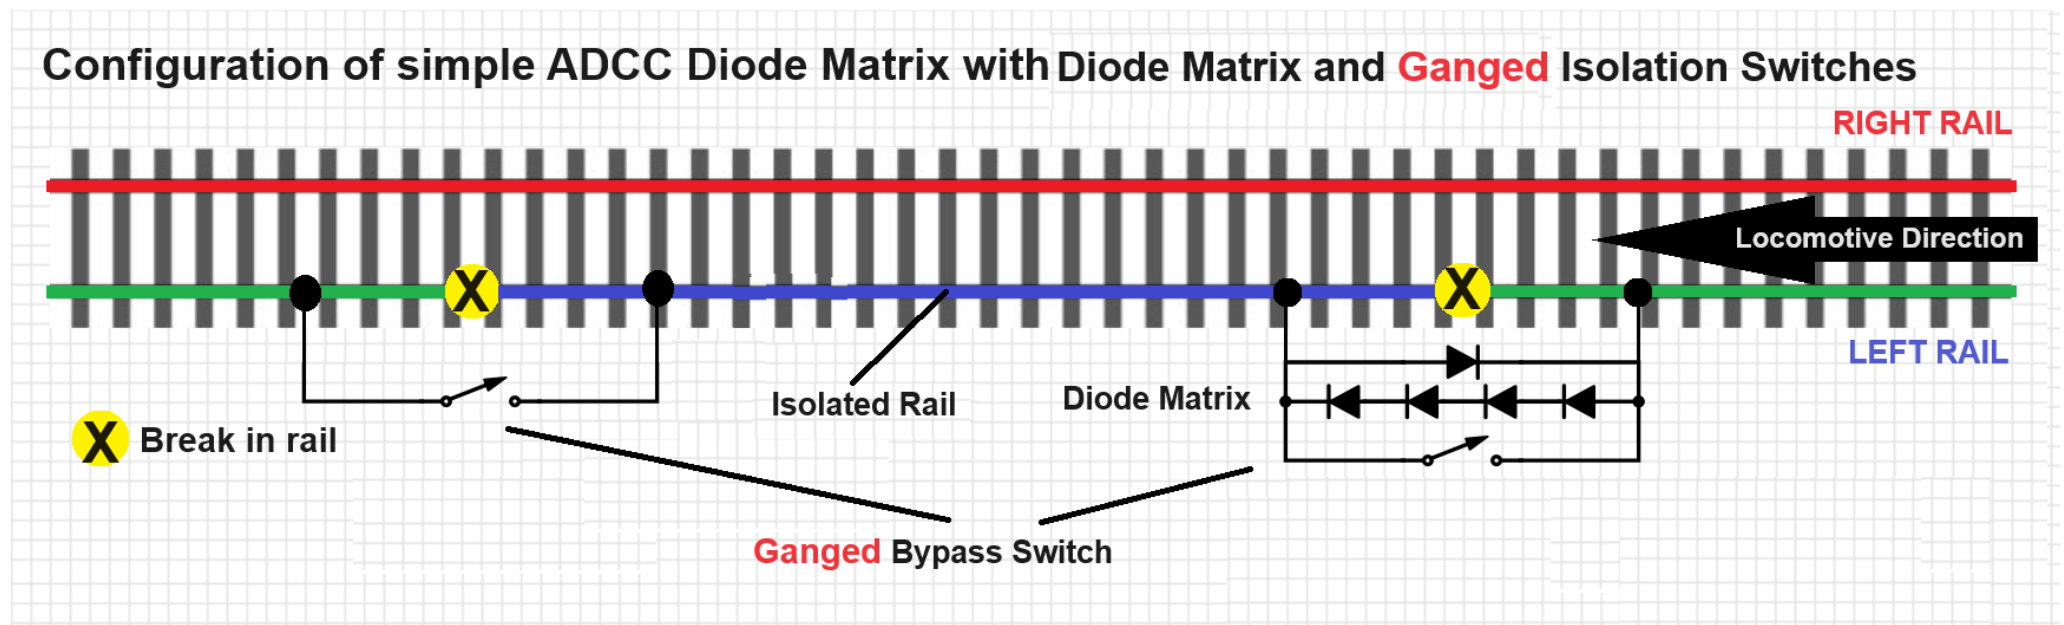 Configuration of simple ADCC Diode Matrix with Diode Matrix and Ganged Isolation Switches
RIGHT RAIL
Locomotive Direction
X
X
LEFT RAIL
Isolated Rail
Diode Matrix
X Break in rail
Ganged Bypass Switch